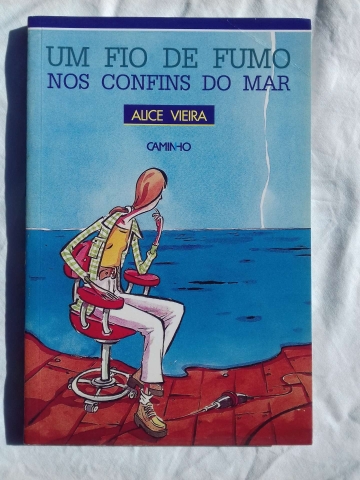 UM FIO DE FUMO
NOS CONFINS DO MAR
ALICE VIEIRA
CAMINHO